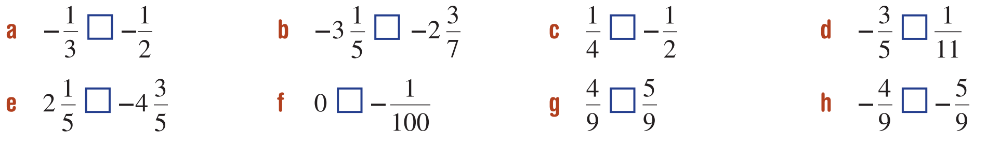 a −1/3 □ −1/2 b −3 1/5 □ −2 3/7 c 1/4 □ −1/2 d −3/5 □ 1/11
e 2 1/5 □ −4 3/5 f 0 □ −1/100 g 4/9 □ 5/9 h −4/9 □ −5/9